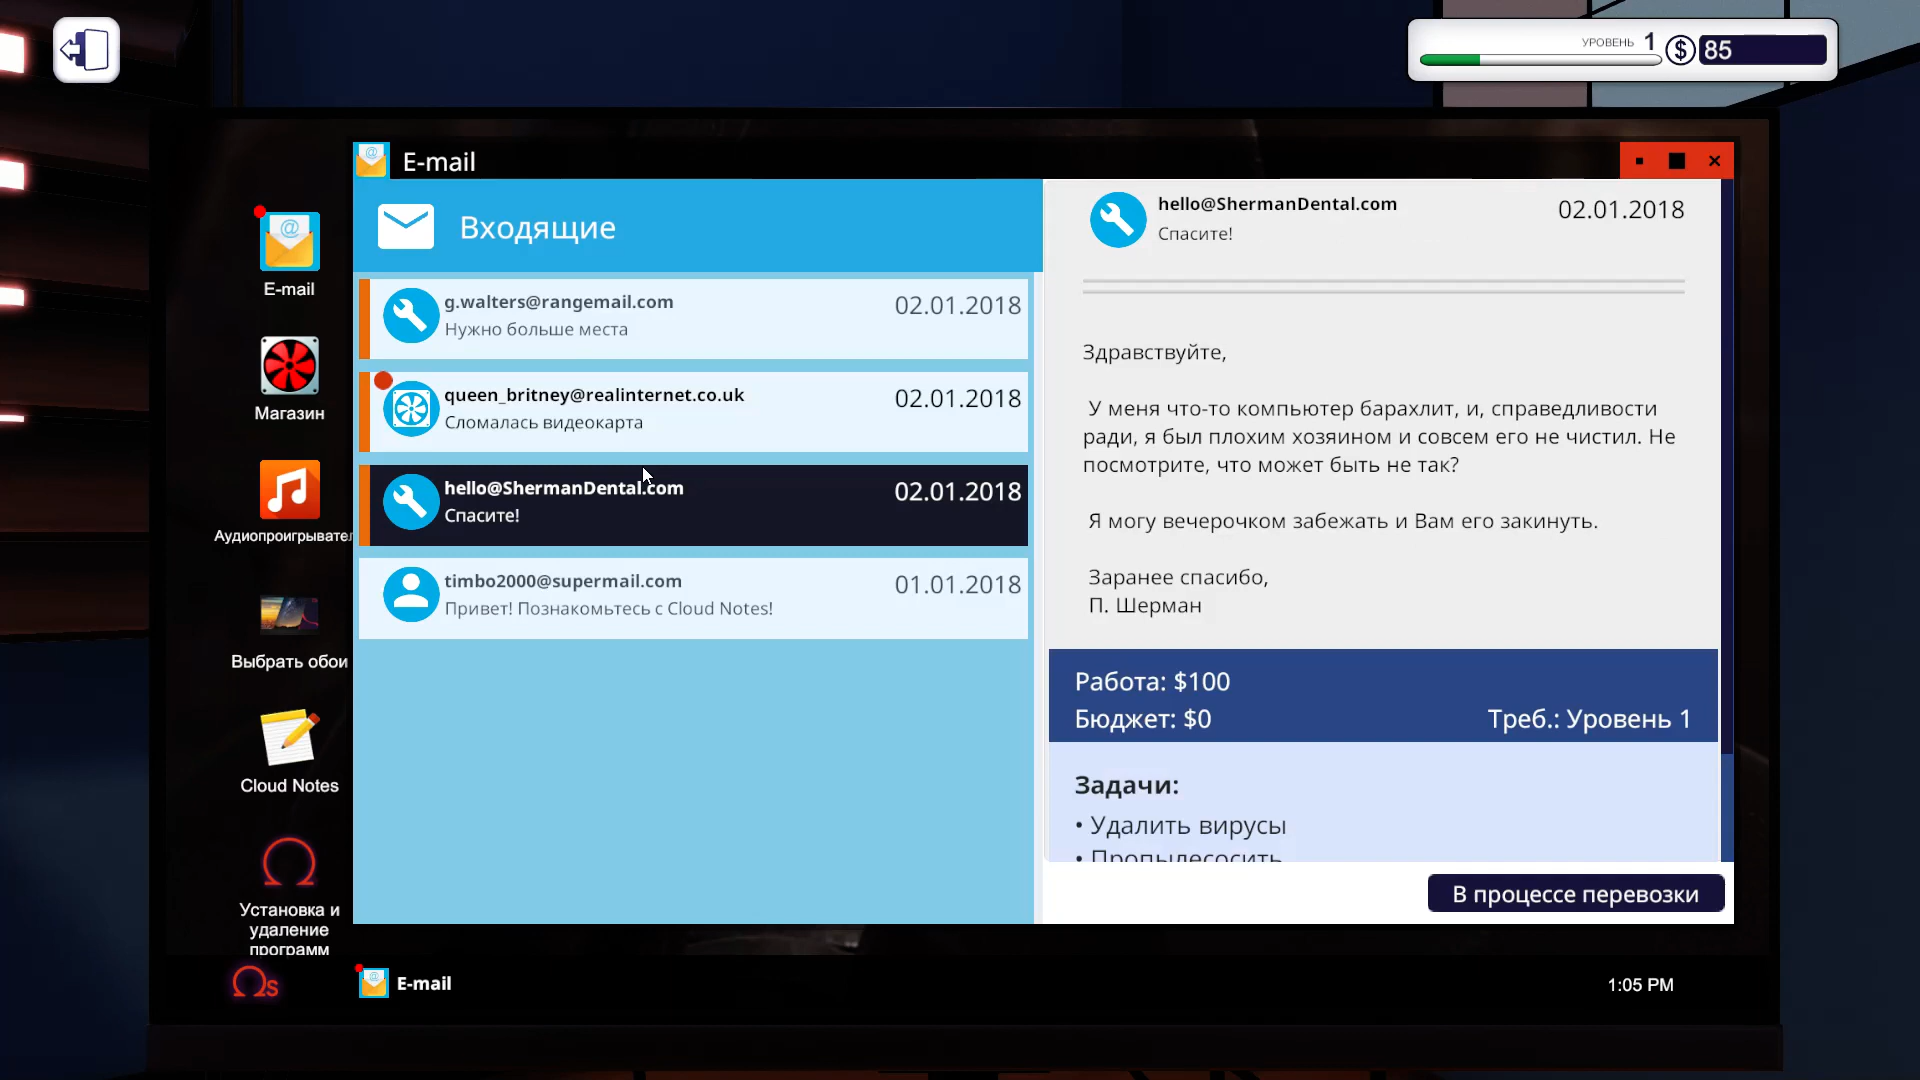 УРОВЕНЬ 1
$ 85
E-mail
Входящие
g.walters@rangemail.com 02.01.2018
Нужно больше места
queen_britney@realinternet.co.uk 02.01.2018
Сломалась видеокарта
hello@ShermanDental.com 02.01.2018
Спасите!
timbo2000@supermail.com 01.01.2018
Привет! Познакомьтесь с Cloud Notes!
hello@ShermanDental.com 02.01.2018
Спасите!
Здравствуйте,
У меня что-то компьютер барахлит, и, справедливости
ради, я был плохим хозяином и совсем его не чистил. Не
посмотрите, что может быть не так?
Я могу вечерочком забежать и Вам его закинуть.
Заранее спасибо,
П. Шерман
Работа: $100
Бюджет: $0 Треб.: Уровень 1
Задачи:
• Удалить вирусы
• Пропылесосить
В процессе перевозки
E-mail
Магазин
Аудиопроигрывател
Выбрать обои
Cloud Notes
Установка и
удаление
программ
Ωs
E-mail
1:05 PM